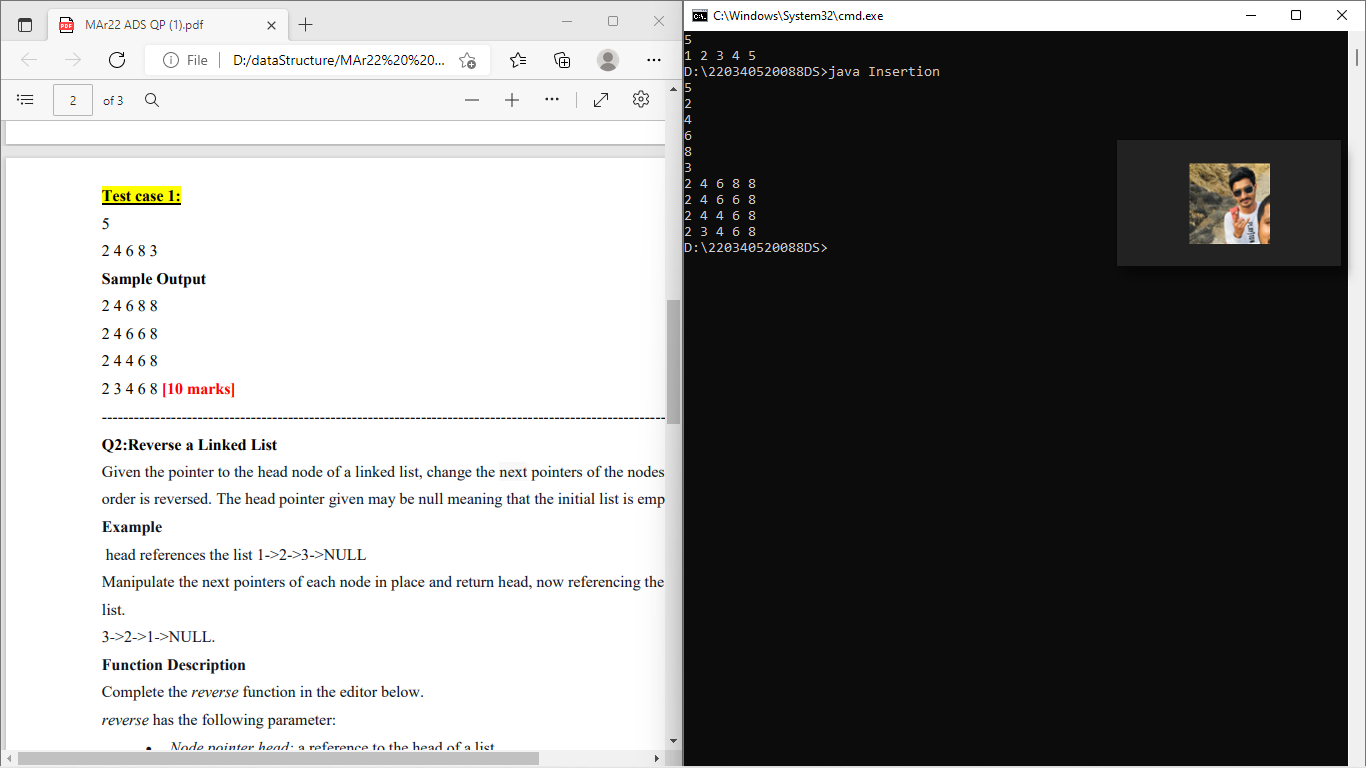 MAr22 ADS QP (1).pdf
File
D:/dataStructure/MAr22%20%20...
2 of 3
Test case 1:
5
2 4 6 8 3
Sample Output
2 4 6 8 8
2 4 6 6 8
2 4 4 6 8
2 3 4 6 8 [10 marks]
Q2:Reverse a Linked List
Given the pointer to the head node of a linked list, change the next pointers of the nodes
order is reversed. The head pointer given may be null meaning that the initial list is emp
Example
head references the list 1->2->3->NULL
Manipulate the next pointers of each node in place and return head, now referencing the
list.
3->2->1->NULL.
Function Description
Complete the reverse function in the editor below.
reverse has the following parameter:
• Node pointer head: a reference to the head of a list
C:\Windows\System32\cmd.exe
5
1 2 3 4 5
D:\220340520088DS>java Insertion
5
2
4
6
8
3
2 4 6 8 8
2 4 6 6 8
2 4 4 6 8
2 3 4 6 8
D:\220340520088DS>